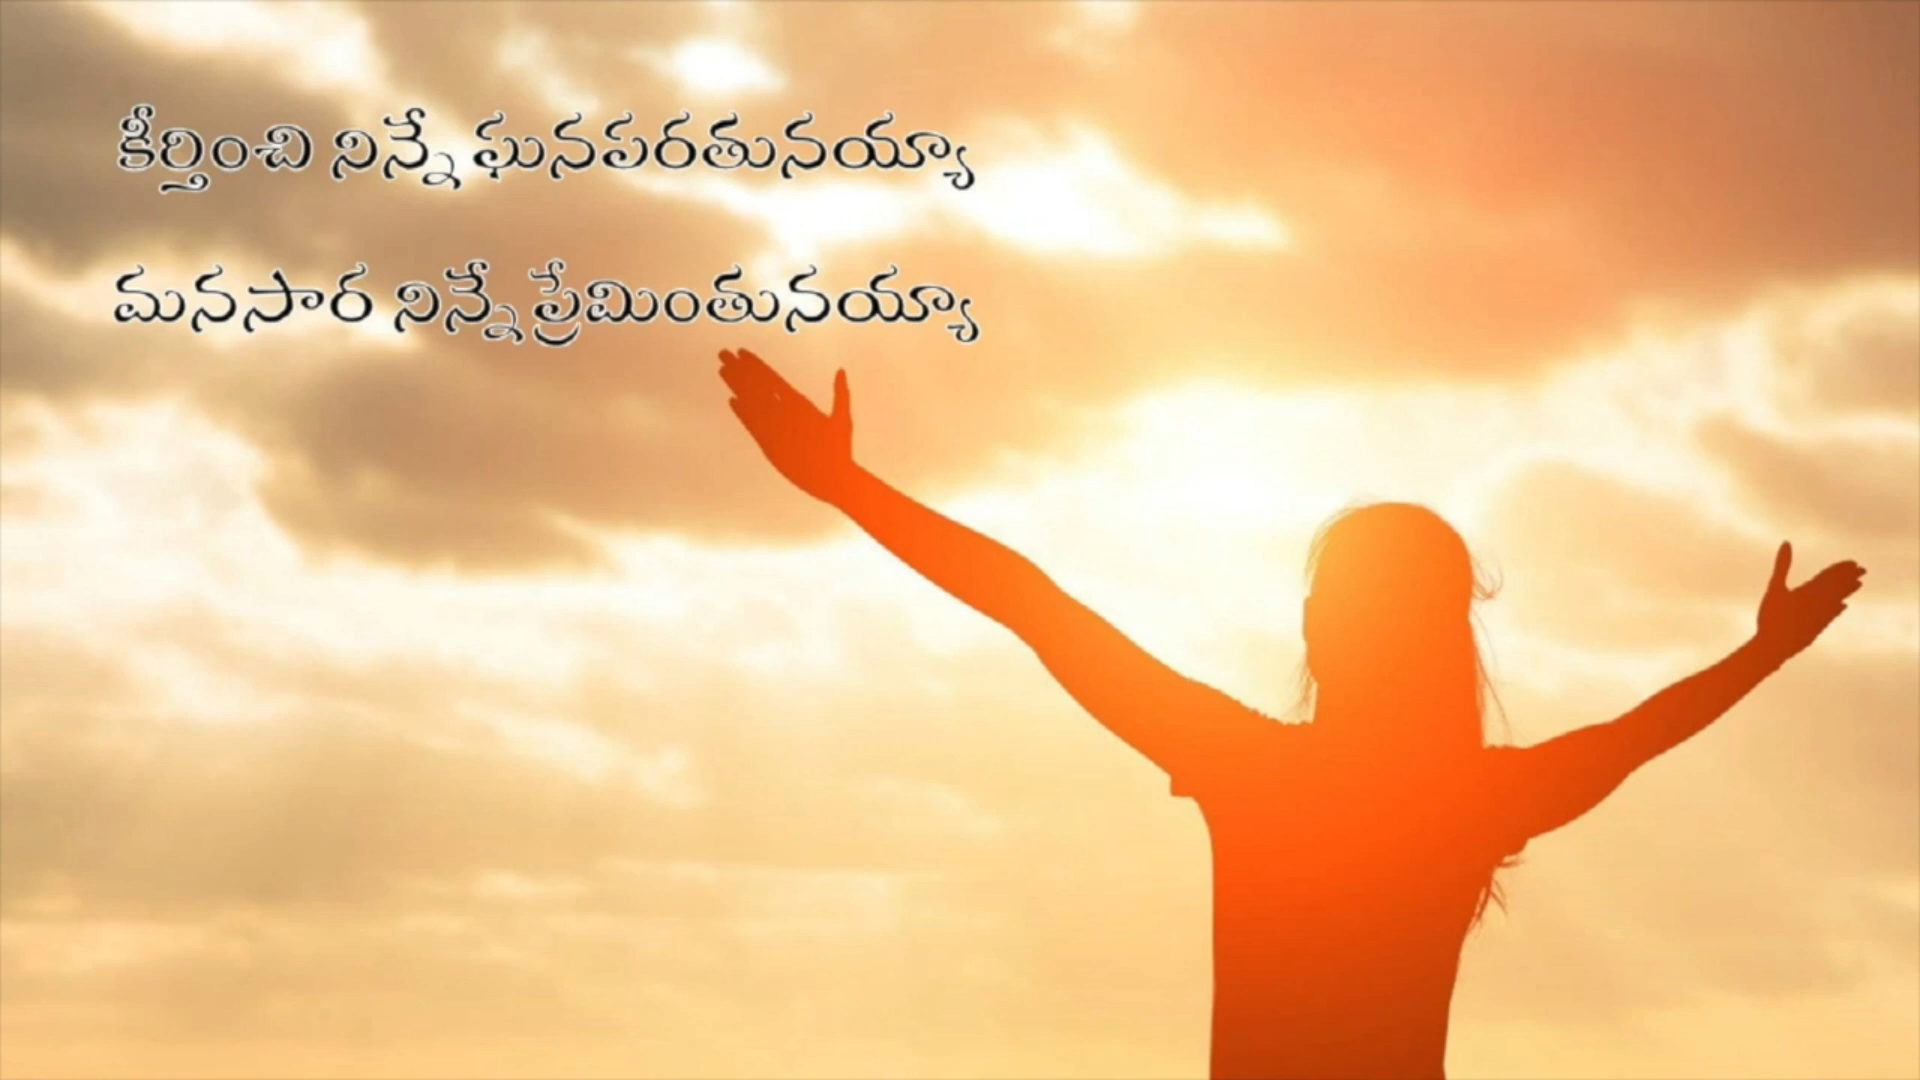 కీర్తించి నిన్నే ఘనపరతునయ్యా
మనసార నిన్నే ప్రేమింతునయ్యా